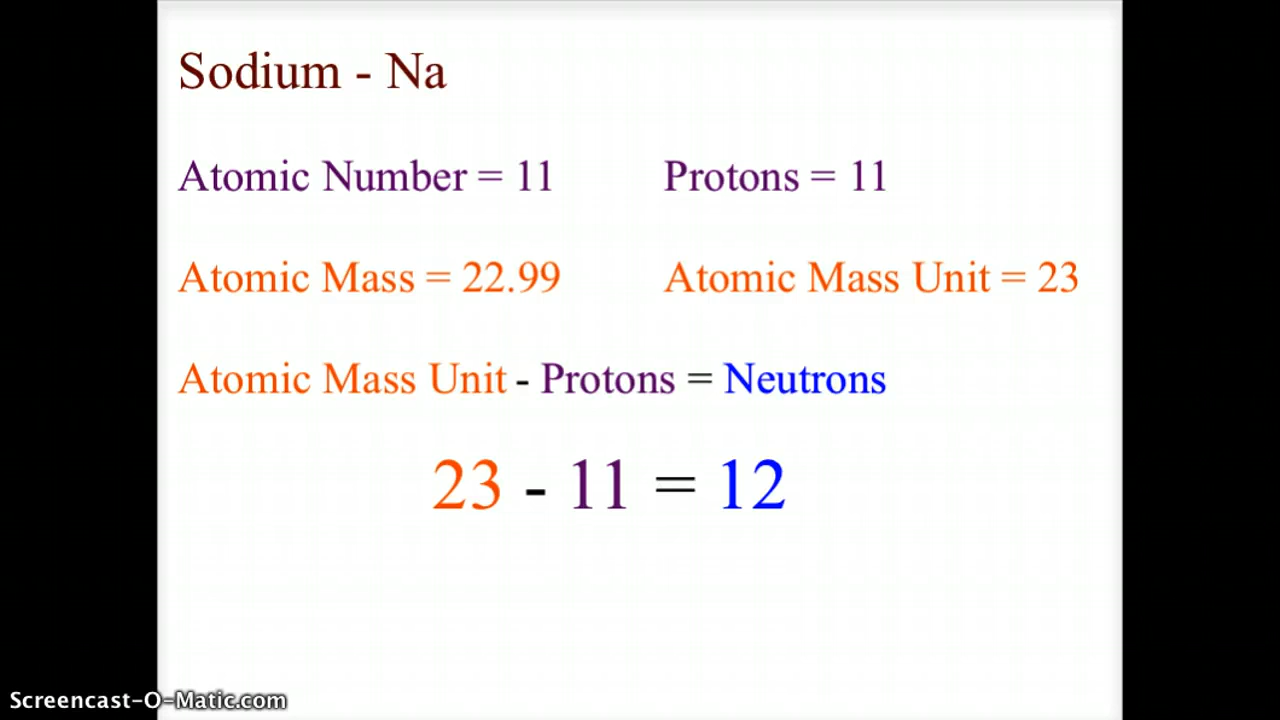 Sodium - Na
Atomic Number = 11 Protons = 11
Atomic Mass = 22.99 Atomic Mass Unit = 23
Atomic Mass Unit - Protons = Neutrons
23 - 11 = 12
Screencast-O-Matic.com